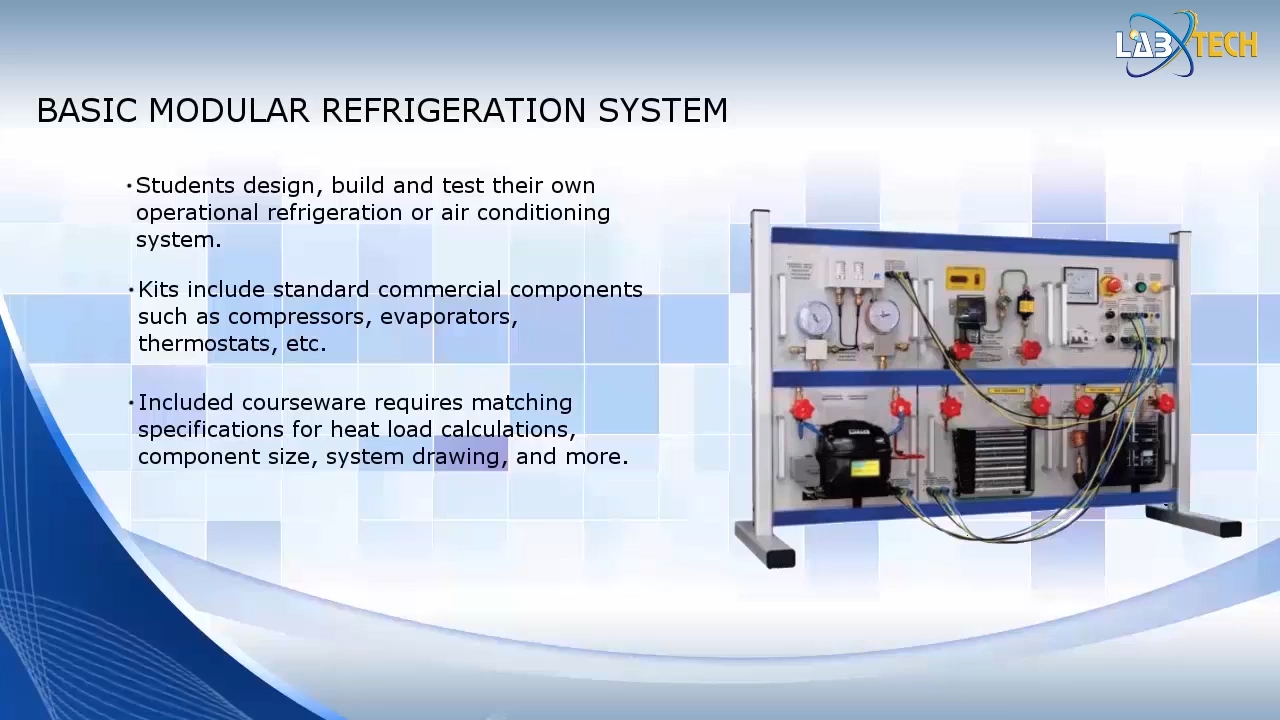 LABTECH
BASIC MODULAR REFRIGERATION SYSTEM
•Students design, build and test their own
operational refrigeration or air conditioning
system.
•Kits include standard commercial components
such as compressors, evaporators,
thermostats, etc.
•Included courseware requires matching
specifications for heat load calculations,
component size, system drawing, and more.